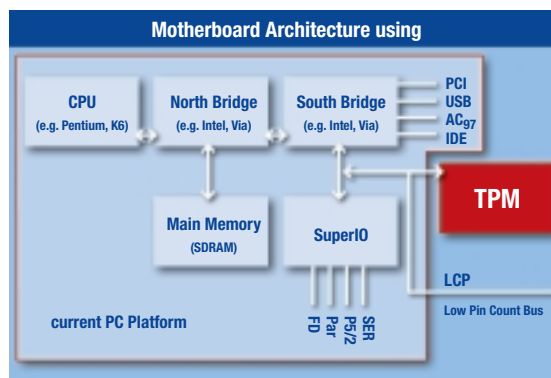 Motherboard Architecture using
CPU
(e.g. Pentium, K6)
North Bridge
(e.g. Intel, Via)
South Bridge
(e.g. Intel, Via)
PCI
USB
AC97
IDE
TPM
Main Memory
(SDRAM)
SuperIO
LCP
Low Pin Count Bus
FD
Par
P5/2
SER
current PC Platform